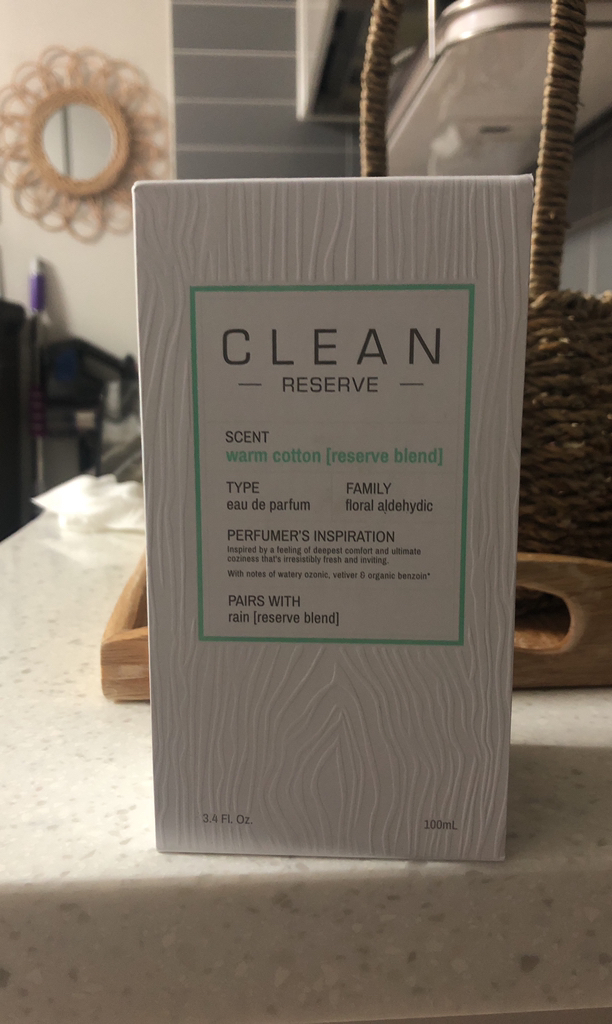 CLEAN
RESERVE
SCENT
warm cotton [reserve blend]
TYPE
eau de parfum
FAMILY
floral aldehydic
PERFUMER'S INSPIRATION
Inspired by a feeling of deepest comfort and ultimate
coziness that's irresistibly fresh and inviting.
With notes of watery ozonic, vetiver & organic benzoin*
PAIRS WITH
rain [reserve blend]
3.4 Fl. Oz.
100mL